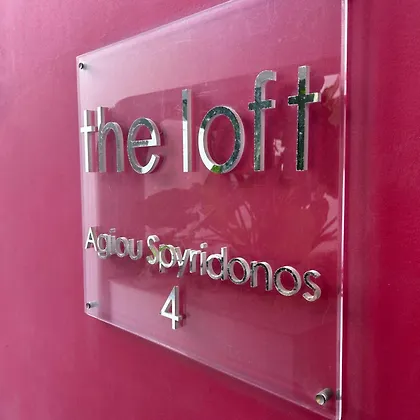 the loft
Agiou Spyridonos
4